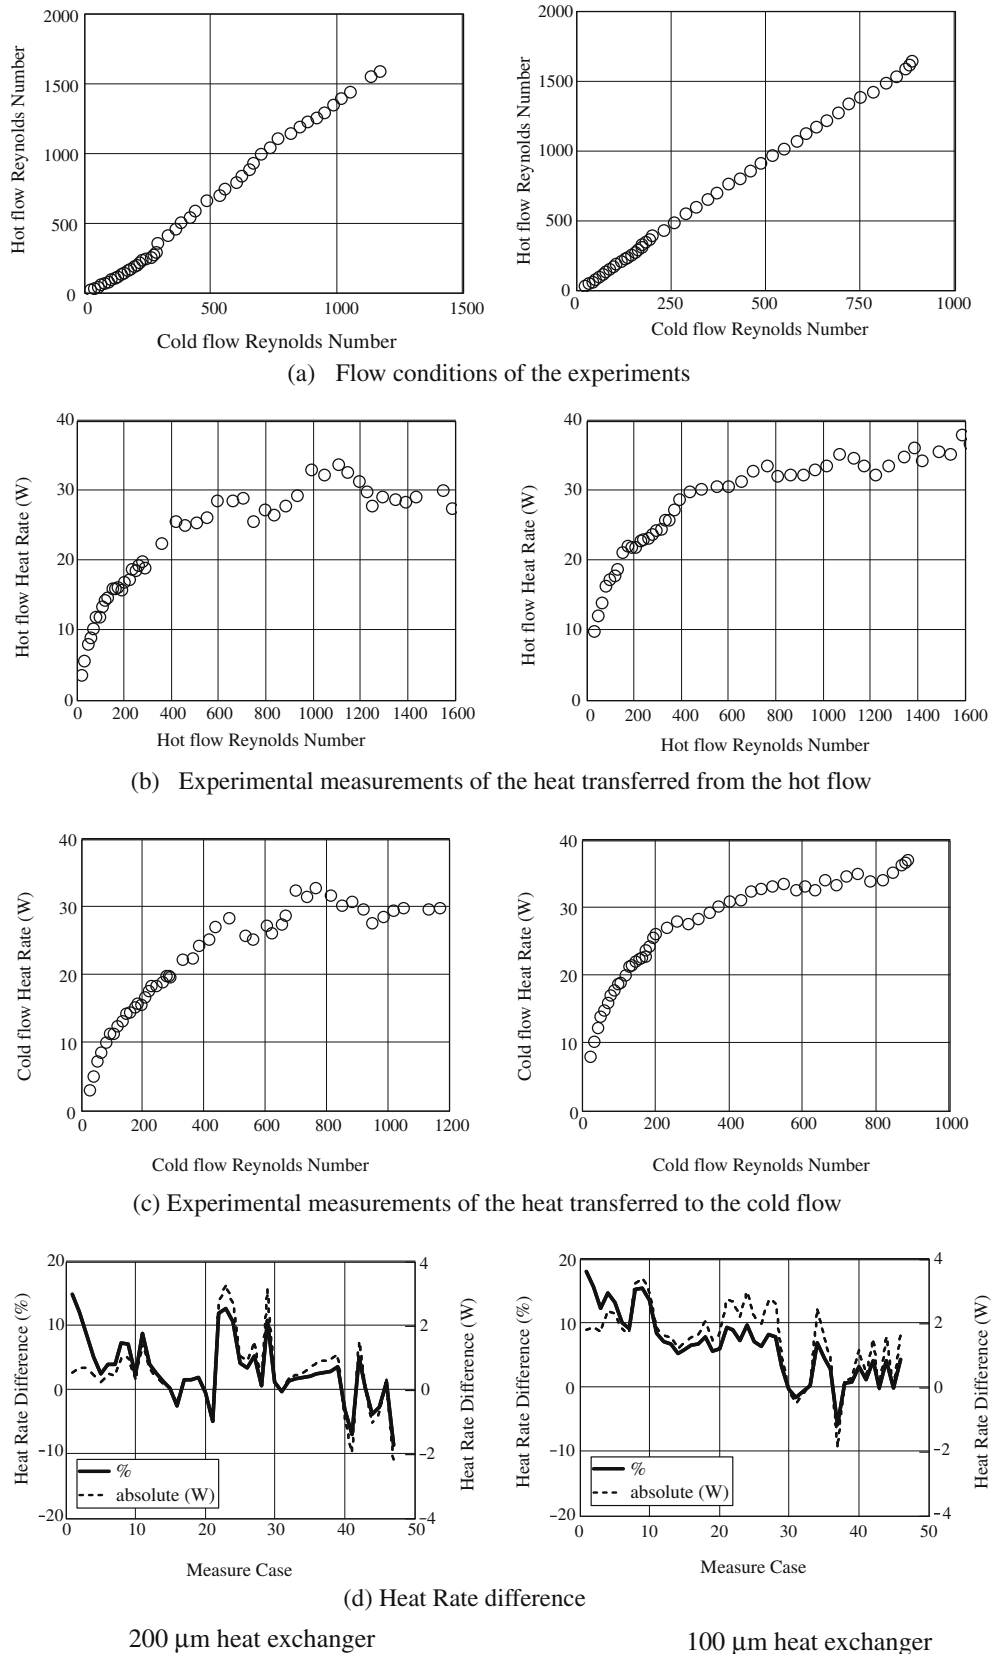 2000
1500
1000
500
0
Hot flow Reynolds Number
0 500 1000 1500
Cold flow Reynolds Number
2000
1500
1000
500
0
Hot flow Reynolds Number
0 250 500 750 1000
Cold flow Reynolds Number
(a) Flow conditions of the experiments
40
30
20
10
0
Hot flow Heat Rate (W)
0 200 400 600 800 1000 1200 1400 1600
Hot flow Reynolds Number
40
30
20
10
0
Hot flow Heat Rate (W)
0 200 400 600 800 1000 1200 1400 1600
Hot flow Reynolds Number
(b) Experimental measurements of the heat transferred from the hot flow
40
30
20
10
0
Cold flow Heat Rate (W)
0 200 400 600 800 1000 1200
Cold flow Reynolds Number
40
30
20
10
0
Cold flow Heat Rate (W)
0 200 400 600 800 1000
Cold flow Reynolds Number
(c) Experimental measurements of the heat transferred to the cold flow
20
10
0
-10
-20
Heat Rate Difference (%)
4
2
0
-2
-4
Heat Rate Difference (W)
%
absolute (W)
0 10 20 30 40 50
Measure Case
20
10
0
-10
-20
Heat Rate Difference (%)
4
2
0
-2
-4
Heat Rate Difference (W)
%
absolute (W)
0 10 20 30 40 50
Measure Case
(d) Heat Rate difference
200 µm heat exchanger
100 µm heat exchanger